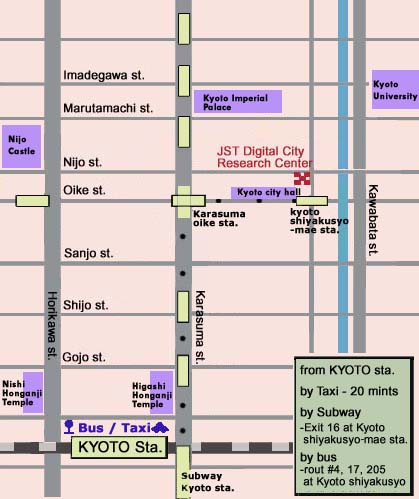 Imadegawa st.
Kyoto
University
Kyoto Imperial
Palace
Marutamachi st.
Nijo
Castle
JST Digital City
Research Center
Nijo st.
Oike st.
Kyoto city hall
Karasuma
oike sta.
kyoto
shiyakusyo
-mae sta.
Kawabata st.
Sanjo st.
Horikawa st.
Karasuma st.
Shijo st.
Gojo st.
Nishi
Honganji
Temple
Higashi
Honganji
Temple
Bus / Taxi
KYOTO Sta.
Subway
Kyoto sta.
from KYOTO sta.
by Taxi - 20 mints
by Subway
-Exit 16 at Kyoto
shiyakusyo-mae sta.
by bus
-rout #4, 17, 205
at Kyoto shiyakusyo